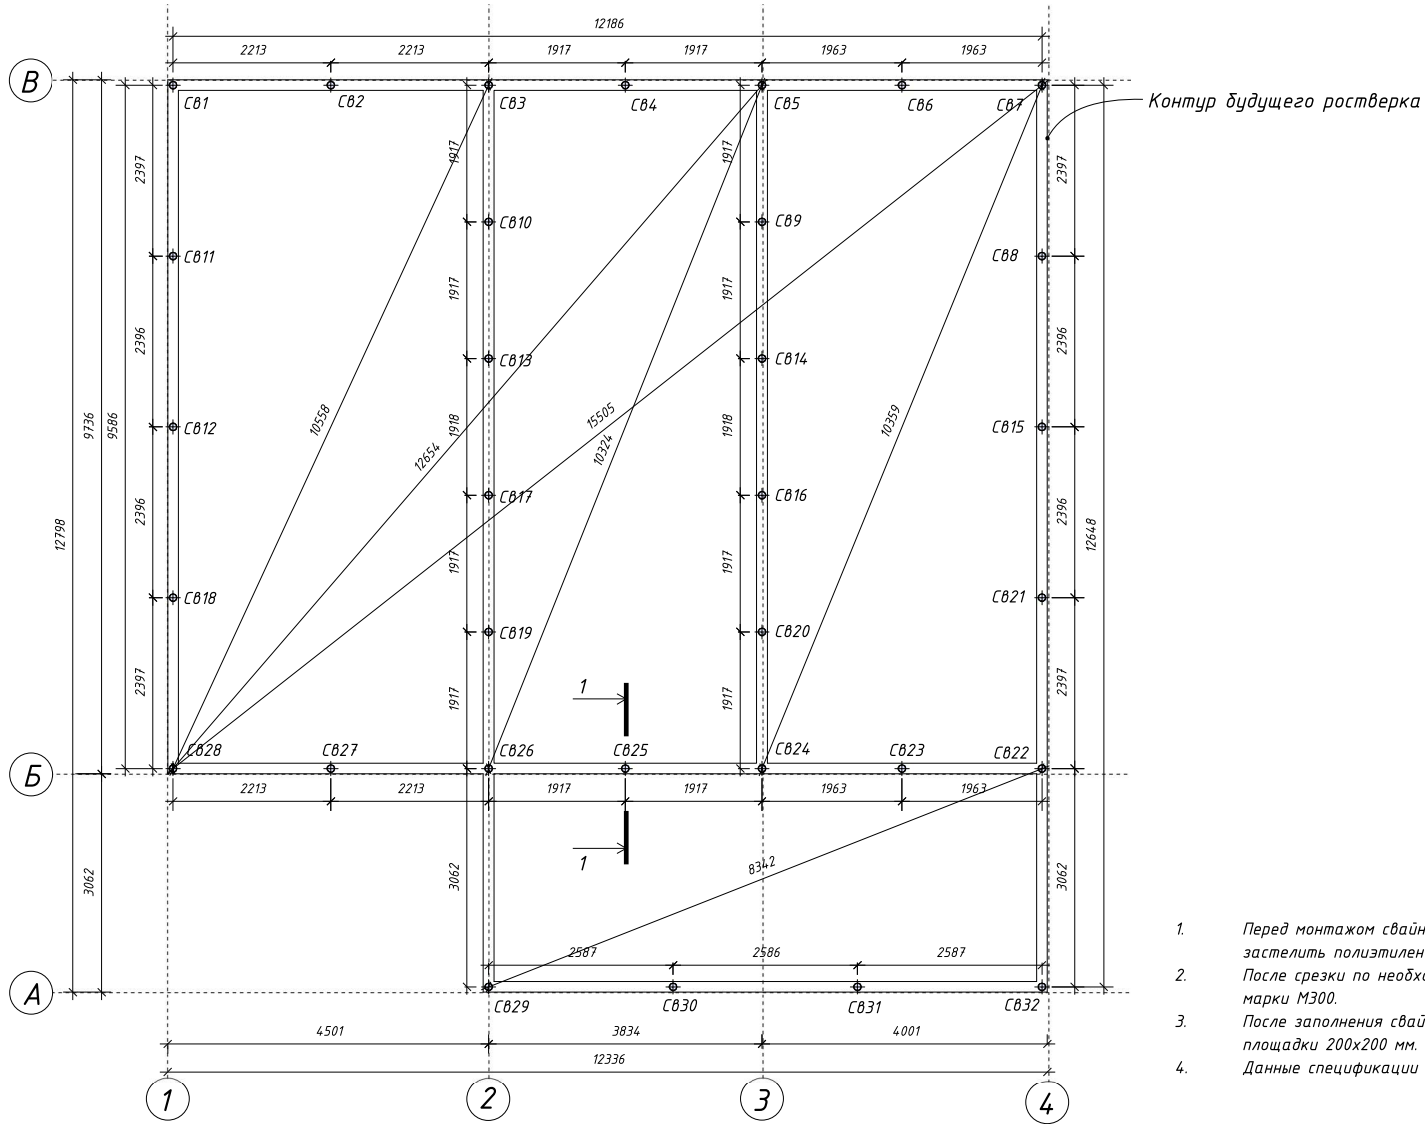 12186
2213 2213 1917 1917 1963 1963
В
Св1 Св2 Св3 Св4 Св5 Св6 Св7
Контур будущего ростверка
2397 1917 1917 2397
Св10 Св9
Св11 Св8
1917 1917
2396 2396
Св13 Св14
9736 9586 10558 12654 1918 15505 10324 1918 10359
Св12 Св15
Св17 Св16
12798 2396 2396 12648
1917 1917
Св18 Св21
Св19 Св20
2397 1917 1917 2397
1
Св28 Св27 Св26 Св25 Св24 Св23 Св22
Б
2213 2213 1917 1917 1963 1963
1
3062 3062 8342 3062
2587 2586 2587
А
Св29 Св30 Св31 Св32
4501 3834 4001
12336
1 2 3 4
1. Перед монтажом свайн
застелить полиэтилен
2. После срезки по необхо
марки М300.
3. После заполнения свай
площадки 200х200 мм.
4. Данные спецификации